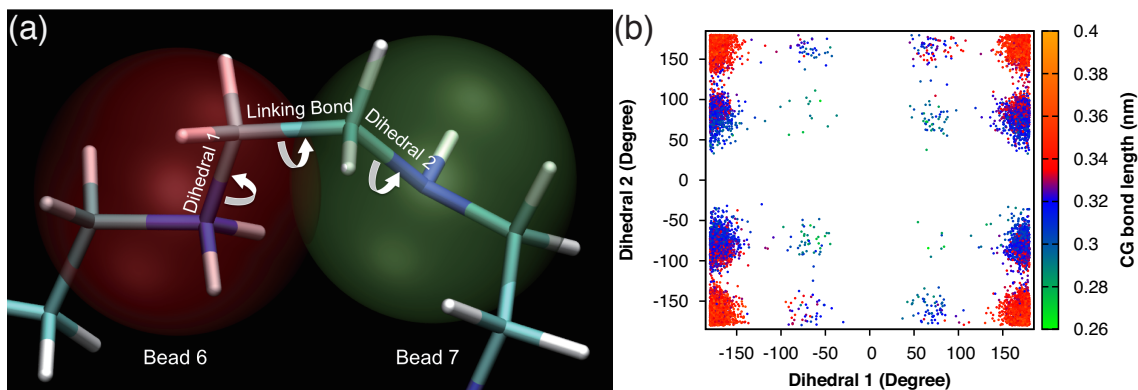 (a)
Linking Bond
Dihedral 1
Dihedral 2
Bead 6
Bead 7
(b)
Dihedral 2 (Degree)
150
100
50
0
-50
-100
-150
-150 -100 -50 0 50 100 150
Dihedral 1 (Degree)
0.4
0.38
0.36
0.34
0.32
0.3
0.28
0.26
CG bond length (nm)